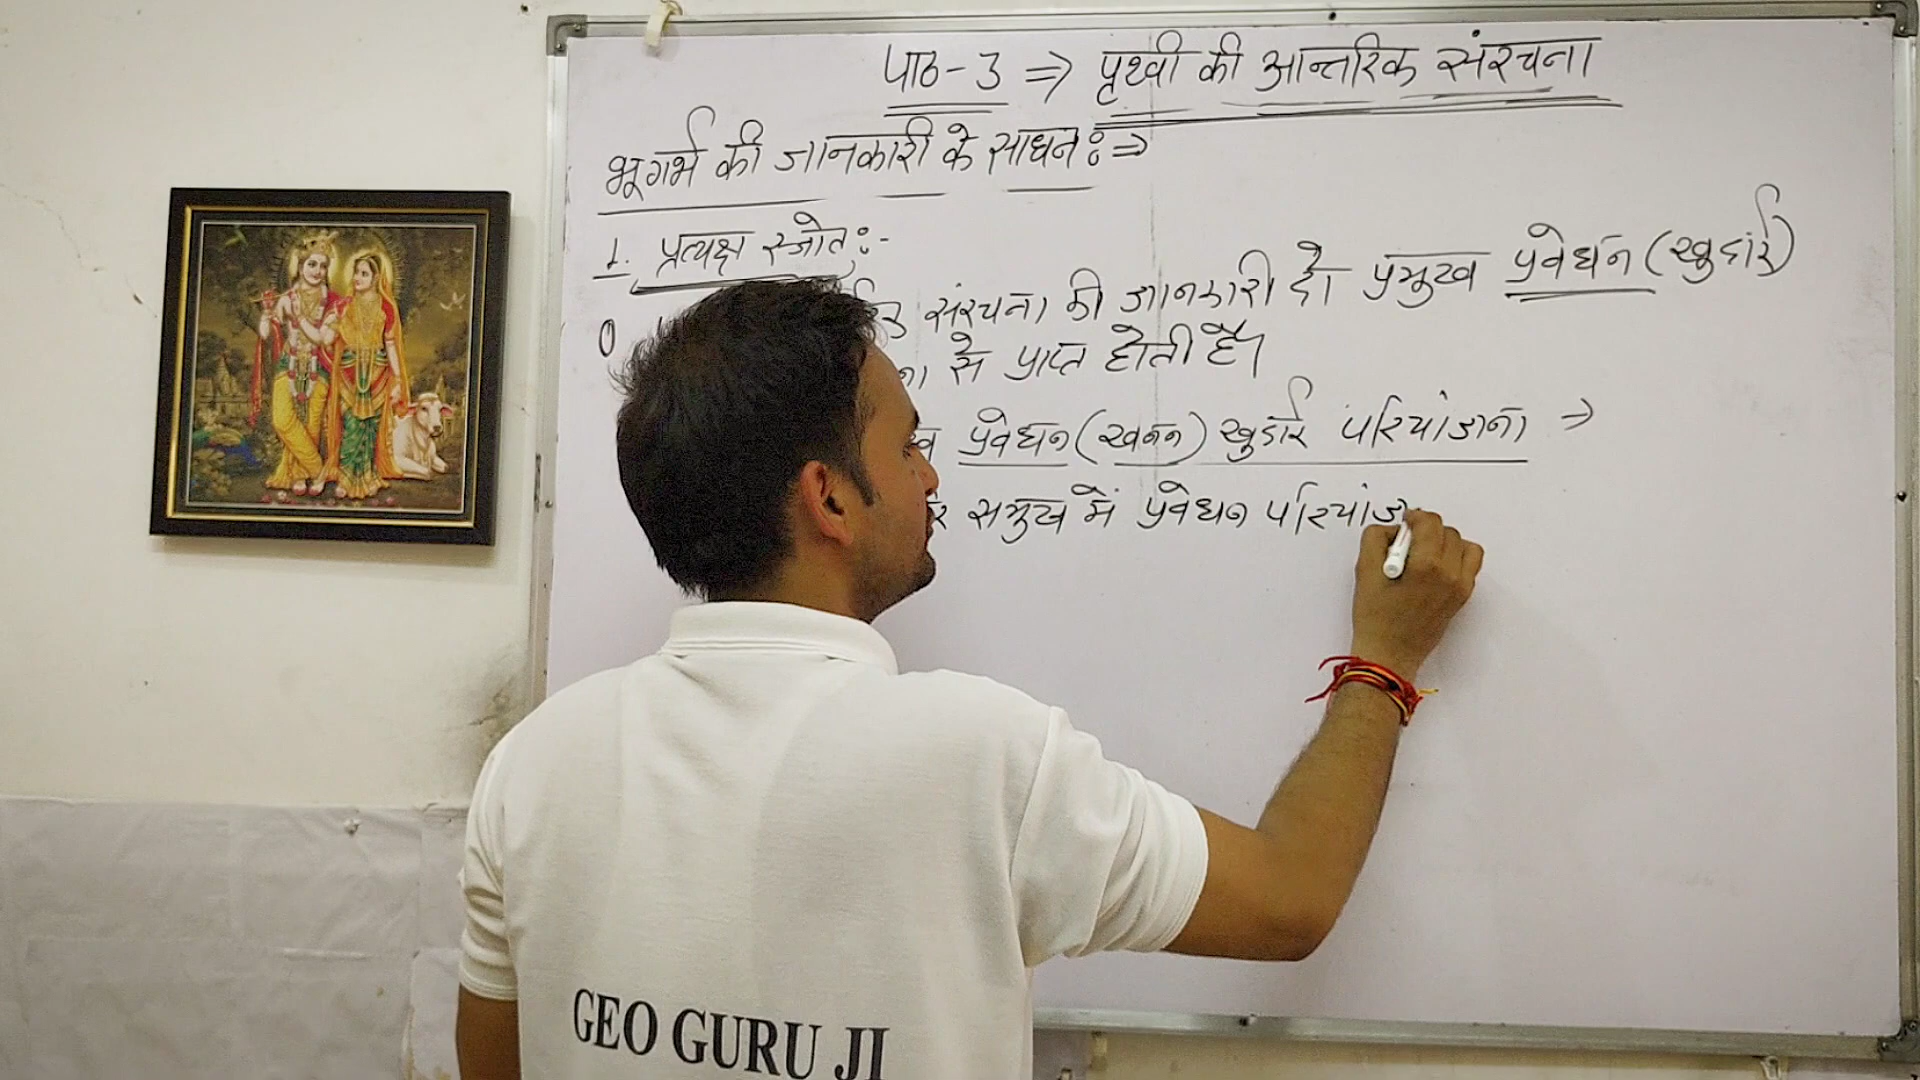 पाठ-3 ⇒ पृथ्वी की आन्तरिक संरचना
भूगर्भ की जानकारी के साधन:⇒
1. प्रत्यक्ष स्त्रोत:-
संरचना की जानकारी दो प्रमुख प्रवेधन (खुदाई)
से प्राप्त होती है।
प्रवेधन (खनन) खुदाई परियोजना ⇒
समुख में प्रवेधन
GEO GURU JI